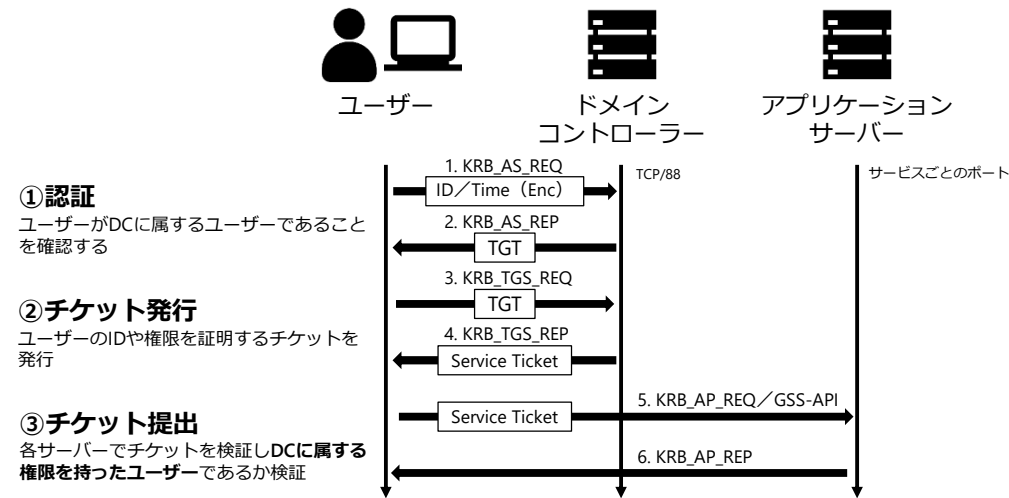 ユーザー
ドメイン
コントローラー
アプリケーション
サーバー
TCP/88
サービスごとのポート
①認証
ユーザーがDCに属するユーザーであること
を確認する
1. KRB_AS_REQ
ID／Time（Enc）
2. KRB_AS_REP
TGT
②チケット発行
ユーザーのIDや権限を証明するチケットを
発行
3. KRB_TGS_REQ
TGT
4. KRB_TGS_REP
Service Ticket
③チケット提出
各サーバーでチケットを検証しDCに属する
権限を持ったユーザーであるか検証
Service Ticket
5. KRB_AP_REQ／GSS-API
6. KRB_AP_REP